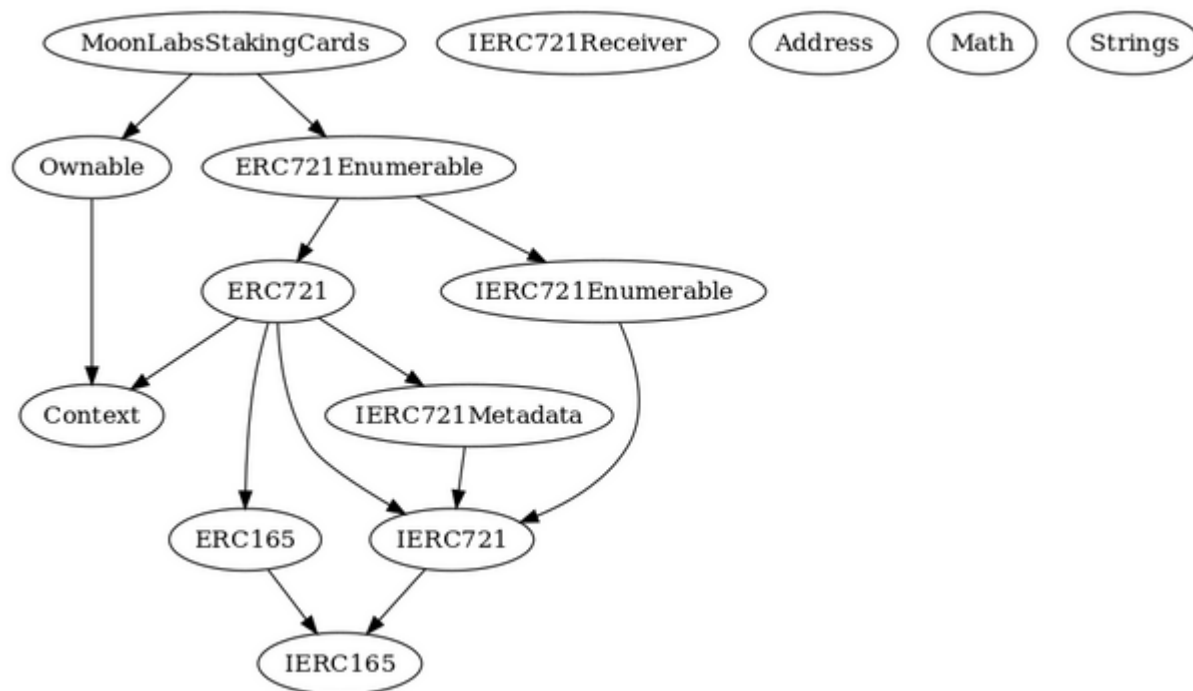 MoonLabsStakingCards
IERC721Receiver
Address
Math
Strings
Ownable
ERC721Enumerable
ERC721
IERC721Enumerable
Context
IERC721Metadata
ERC165
IERC721
IERC165